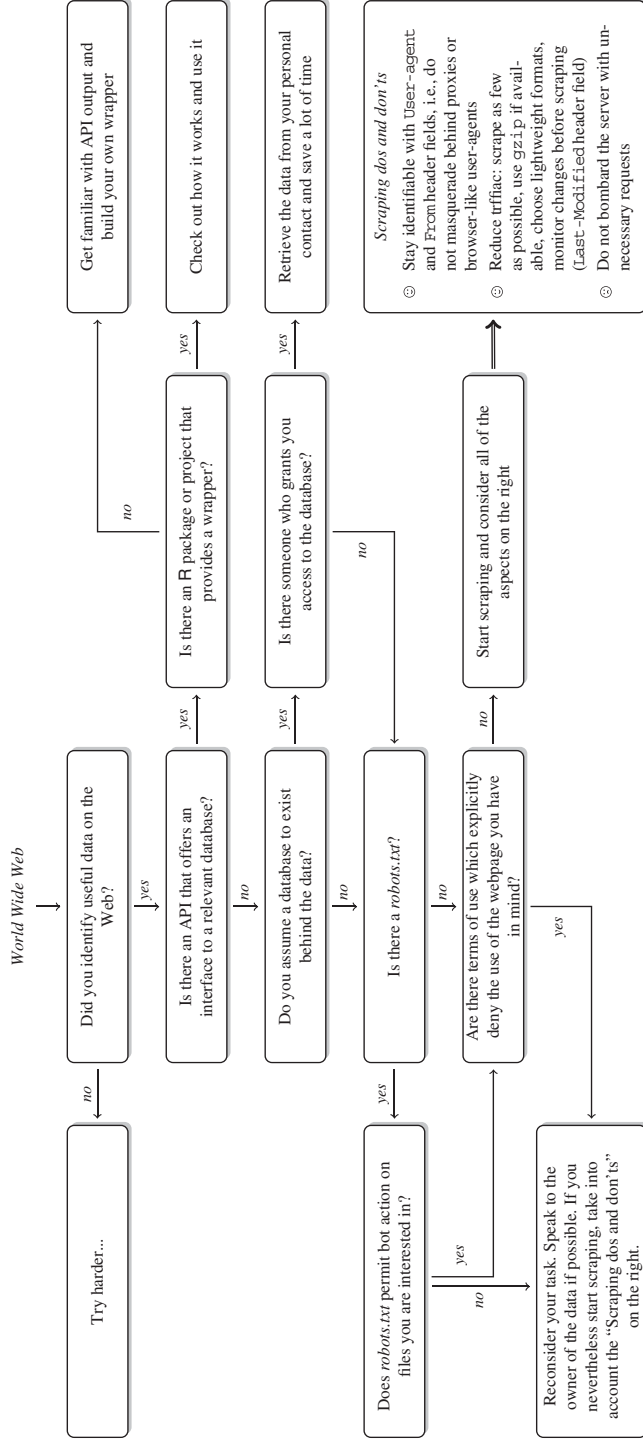 World Wide Web
Did you identify useful data on the
Web?
no
Try harder...
yes
Is there an API that offers an
interface to a relevant database?
yes
Is there an R package or project that
provides a wrapper?
no
Get familiar with API output and
build your own wrapper
yes
Check out how it works and use it
no
Do you assume a database to exist
behind the data?
yes
Is there someone who grants you
access to the database?
yes
Retrieve the data from your personal
contact and save a lot of time
no
no
Is there a robots.txt?
yes
Does robots.txt permit bot action on
files you are interested in?
yes
no
no
Are there terms of use which explicitly
deny the use of the webpage you have
in mind?
no
Start scraping and consider all of the
aspects on the right
yes
Reconsider your task. Speak to the
owner of the data if possible. If you
nevertheless start scraping, take into
account the “Scraping dos and don'ts”
on the right.
Scraping dos and don'ts
☺ Stay identifiable with User-agent
and From header fields, i.e., do
not masquerade behind proxies or
browser-like user-agents
☺ Reduce trffiac: scrape as few
as possible, use gzip if avail-
able, choose lightweight formats,
monitor changes before scraping
(Last-Modified header field)
☹ Do not bombard the server with un-
necessary requests